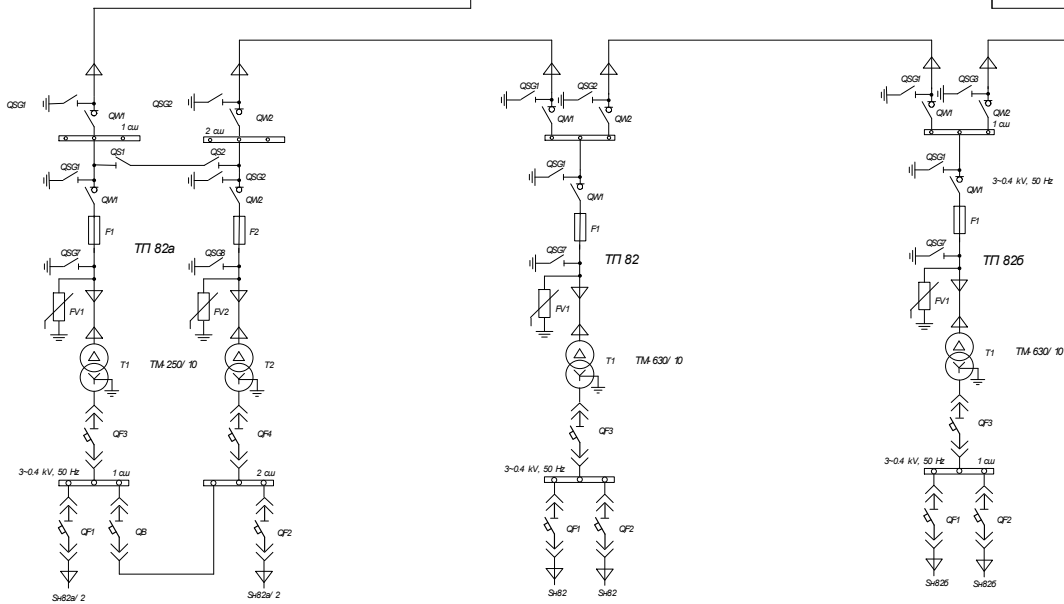 QSG1
QW1
1 сш
QSG2
QW2
2 сш
QSG1
QSG2
QW1
QW2
QSG1
QSG3
QW1
QW2
1 сш
QS1
QS2
QSG1
QSG2
QW1
QW2
QSG1
QW1
QSG1
QW1
3~0.4 kV, 50 Hz
F1
F2
F1
F1
ТП 82а
ТП 82
ТП 82б
QSG7
QSG8
QSG7
QSG7
FV1
FV2
FV1
FV1
T1
TM-250/ 10
T2
T1
TM-630/ 10
T1
TM-630/ 10
QF3
QF4
QF3
QF3
3~0.4 kV, 50 Hz
1 сш
2 сш
3~0.4 kV, 50 Hz
3~0.4 kV, 50 Hz
1 сш
QF1
QB
QF2
QF1
QF2
QF1
QF2
Sн82а/ 2
Sн82а/ 2
Sн82
Sн82
Sн82б
Sн82б